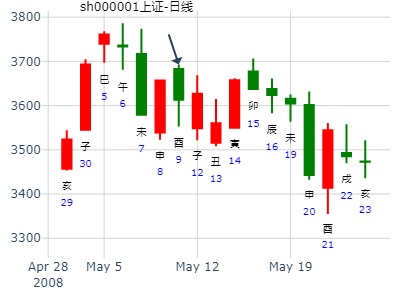 sh000001上证-日线
3800
3700
3600
3500
3400
3300
亥
29
子
30
巳
5
午
6
未
7
申
8
酉
9
子
12
丑
13
寅
14
卯
15
辰
16
未
19
申
20
酉
21
戌
22
亥
23
Apr 28
2008
May 5
May 12
May 19